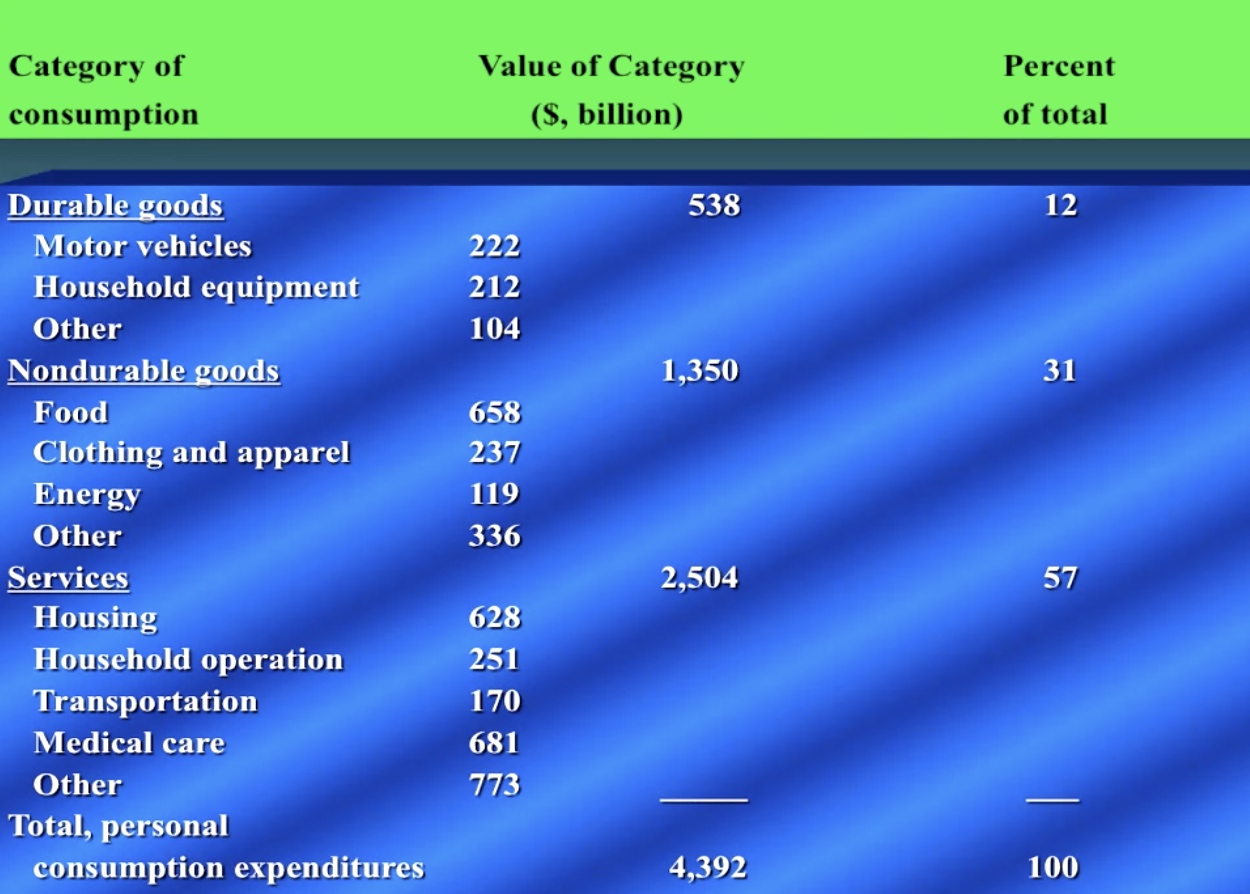 Category of Value of Category Percent
consumption ($, billion) of total
Durable goods 538 12
Motor vehicles 222
Household equipment 212
Other 104
Nondurable goods 1,350 31
Food 658
Clothing and apparel 237
Energy 119
Other 336
Services 2,504 57
Housing 628
Household operation 251
Transportation 170
Medical care 681
Other 773
Total, personal
consumption expenditures 4,392 100